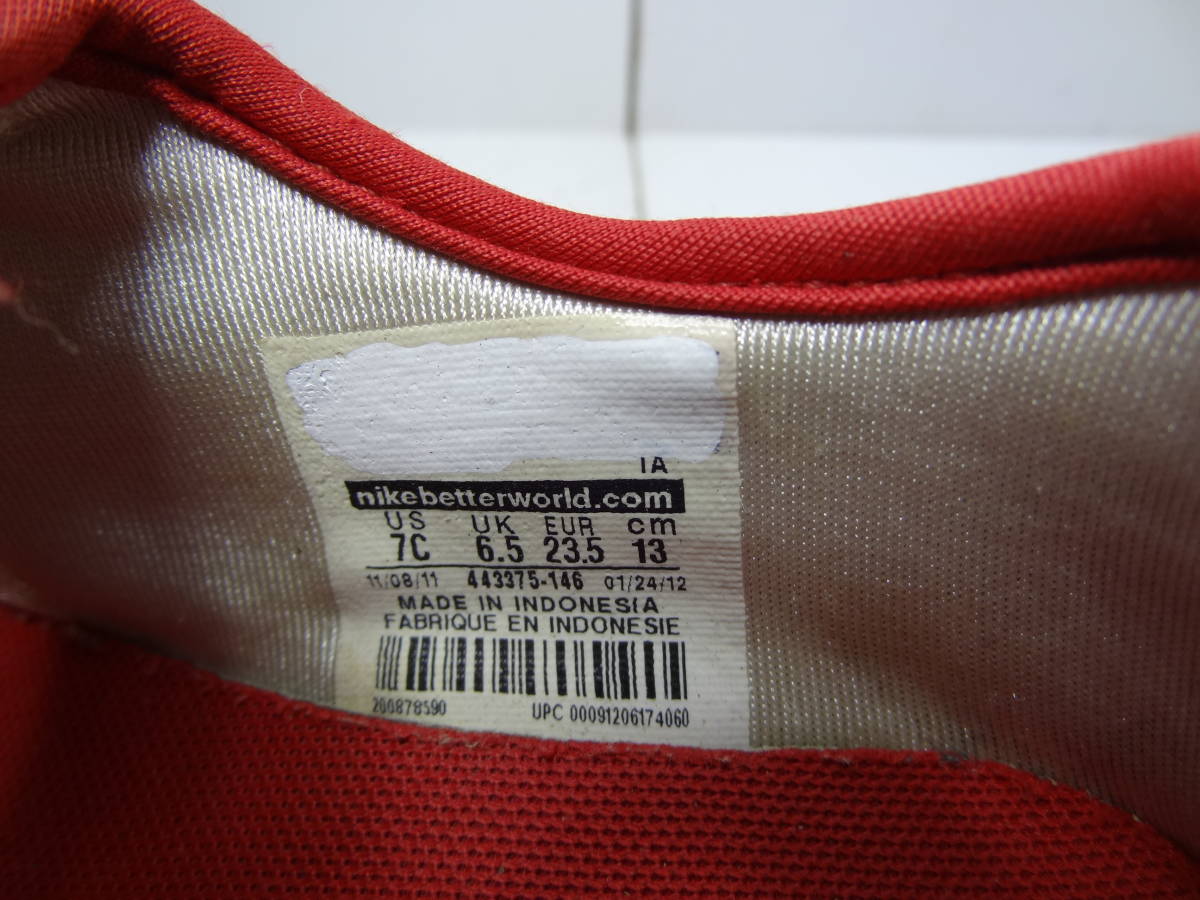 IA
nikebetterworld.com
US UK EUR cm
7C 6.5 23.5 13
11/08/11 443375-146 01/24/12
MADE IN INDONESIA
FABRIQUE EN INDONESIE
200878590 UPC 00091206174060